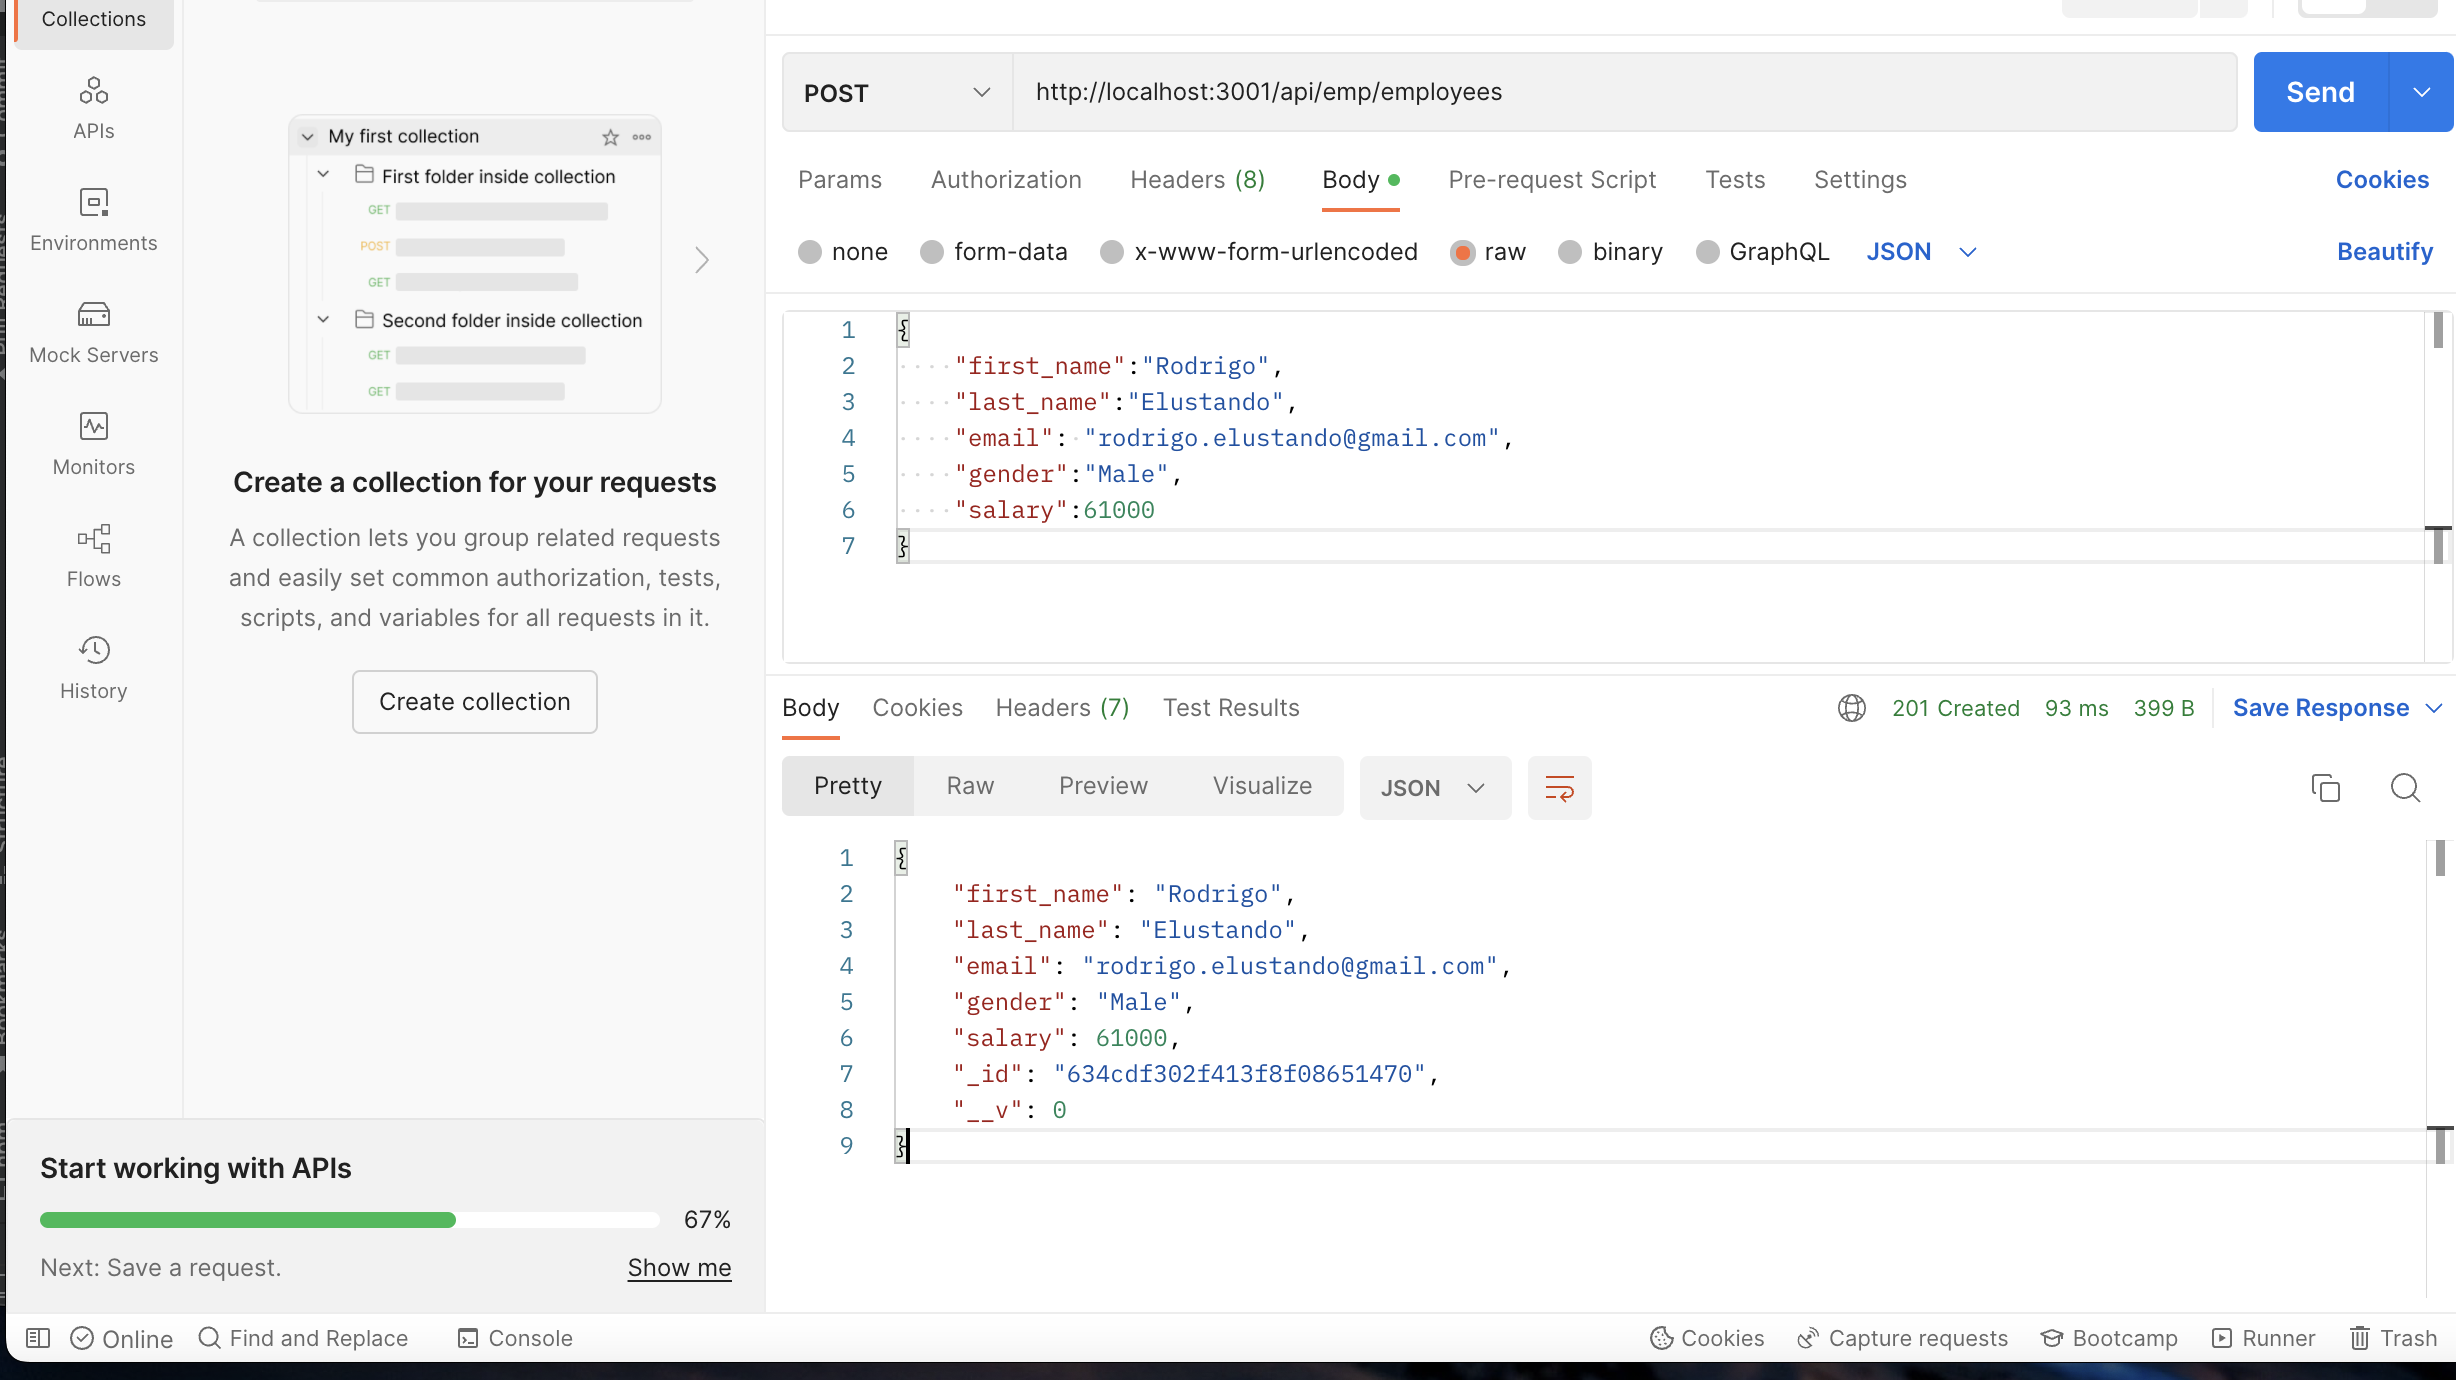 Collections
APIs
Environments
Mock Servers
Monitors
Flows
History
My first collection
First folder inside collection
GET
POST
GET
Second folder inside collection
GET
GET
Create a collection for your requests
A collection lets you group related requests
and easily set common authorization, tests,
scripts, and variables for all requests in it.
Create collection
Start working with APIs
67%
Next: Save a request. Show me
POST http://localhost:3001/api/emp/employees Send
Params Authorization Headers (8) Body Pre-request Script Tests Settings Cookies
none form-data x-www-form-urlencoded raw binary GraphQL JSON Beautify
1 {
2 "first_name":"Rodrigo",
3 "last_name":"Elustando",
4 "email": "rodrigo.elustando@gmail.com",
5 "gender":"Male",
6 "salary":61000
7 }
Body Cookies Headers (7) Test Results 201 Created 93 ms 399 B Save Response
Pretty Raw Preview Visualize JSON
1 {
2 "first_name": "Rodrigo",
3 "last_name": "Elustando",
4 "email": "rodrigo.elustando@gmail.com",
5 "gender": "Male",
6 "salary": 61000,
7 "_id": "634cdf302f413f8f08651470",
8 "__v": 0
9 }
Online Find and Replace Console Cookies Capture requests Bootcamp Runner Trash